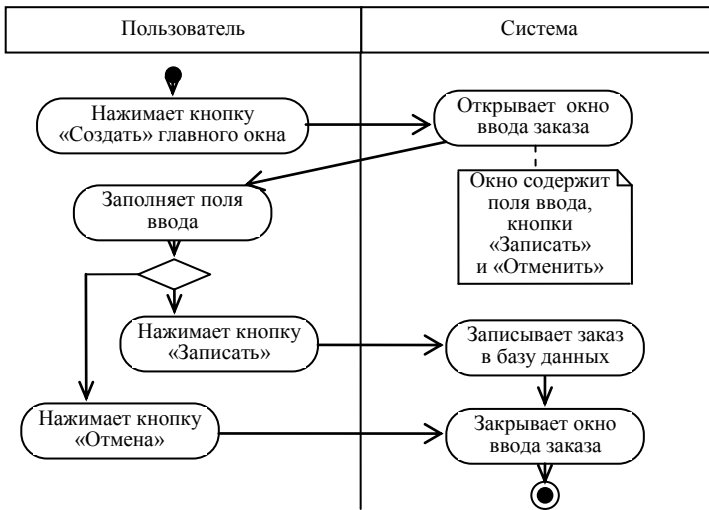 Пользователь
Система
Нажимает кнопку
«Создать» главного окна
Открывает окно
ввода заказа
Заполняет поля
ввода
Окно содержит
поля ввода,
кнопки
«Записать»
и «Отменить»
Нажимает кнопку
«Записать»
Записывает заказ
в базу данных
Нажимает кнопку
«Отмена»
Закрывает окно
ввода заказа